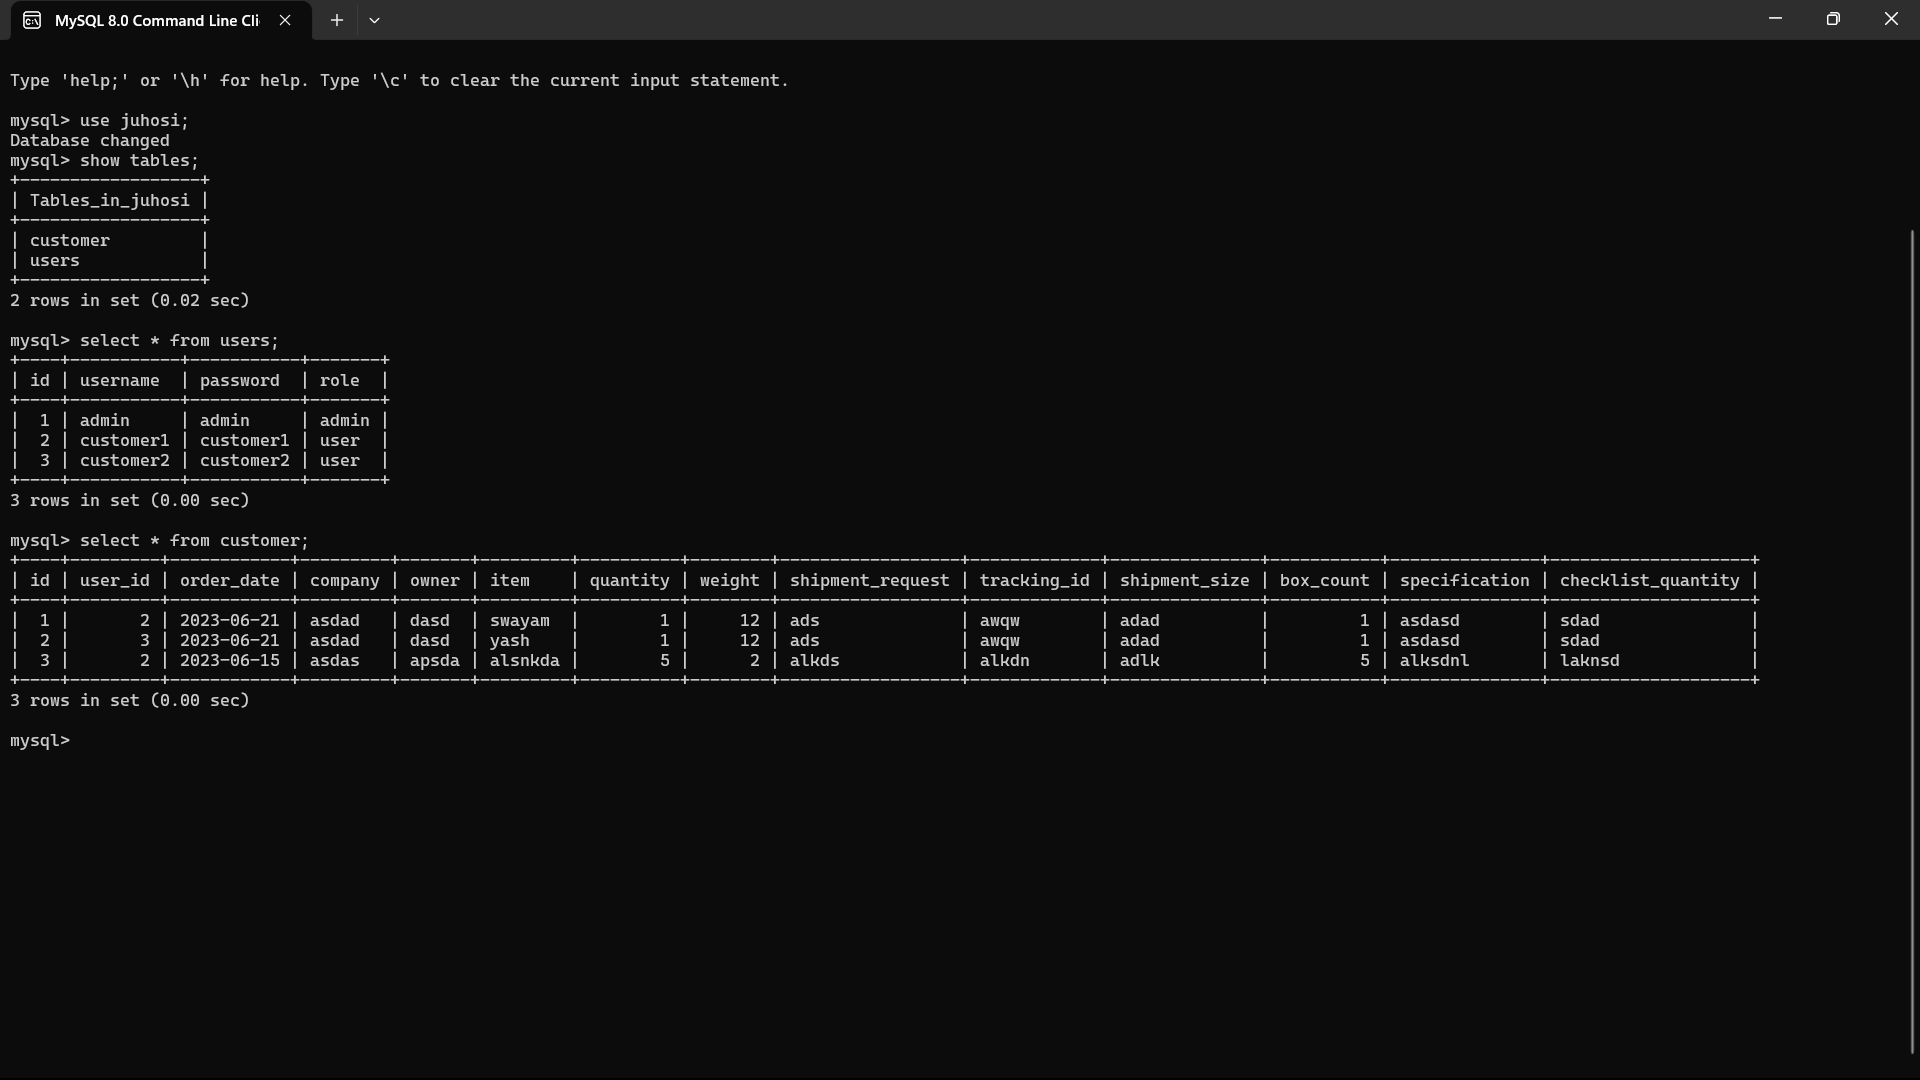 MySQL 8.0 Command Line Cli
Type 'help;' or '\h' for help. Type '\c' to clear the current input statement.
mysql> use juhosi;
Database changed
mysql> show tables;
+------------------+
| Tables_in_juhosi |
+------------------+
| customer         |
| users            |
+------------------+
2 rows in set (0.02 sec)
mysql> select * from users;
+----+-----------+-----------+-------+
| id | username  | password  | role  |
+----+-----------+-----------+-------+
|  1 | admin     | admin     | admin |
|  2 | customer1 | customer1 | user  |
|  3 | customer2 | customer2 | user  |
+----+-----------+-----------+-------+
3 rows in set (0.00 sec)
mysql> select * from customer;
+----+---------+------------+---------+-------+---------+----------+--------+------------------+-------------+---------------+-----------+---------------+--------------------+
| id | user_id | order_date | company | owner | item    | quantity | weight | shipment_request | tracking_id | shipment_size | box_count | specification | checklist_quantity |
+----+---------+------------+---------+-------+---------+----------+--------+------------------+-------------+---------------+-----------+---------------+--------------------+
|  1 |       2 | 2023-06-21 | asdad   | dasd  | swayam  |        1 |     12 | ads              | awqw        | adad          |         1 | asdasd        | sdad               |
|  2 |       3 | 2023-06-21 | asdad   | dasd  | yash    |        1 |     12 | ads              | awqw        | adad          |         1 | asdasd        | sdad               |
|  3 |       2 | 2023-06-15 | asdas   | apsda | alsnkda |        5 |      2 | alkds            | alkdn       | adlk          |         5 | alksdnl       | laknsd             |
+----+---------+------------+---------+-------+---------+----------+--------+------------------+-------------+---------------+-----------+---------------+--------------------+
3 rows in set (0.00 sec)
mysql>